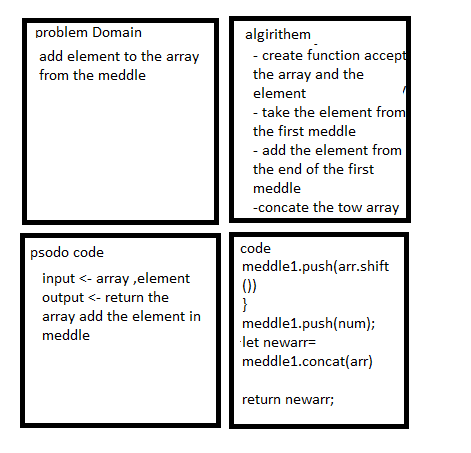 problem Domain
add element to the array
from the meddle
algirithem
- create function accept
the array and the
element
- take the element from
the first meddle
- add the element from
the end of the first
meddle
-concate the tow array
psodo code
input <- array ,element
output <- return the
array add the element in
meddle
code
meddle1.push(arr.shift
())
}
meddle1.push(num);
let newarr=
meddle1.concat(arr)
return newarr;